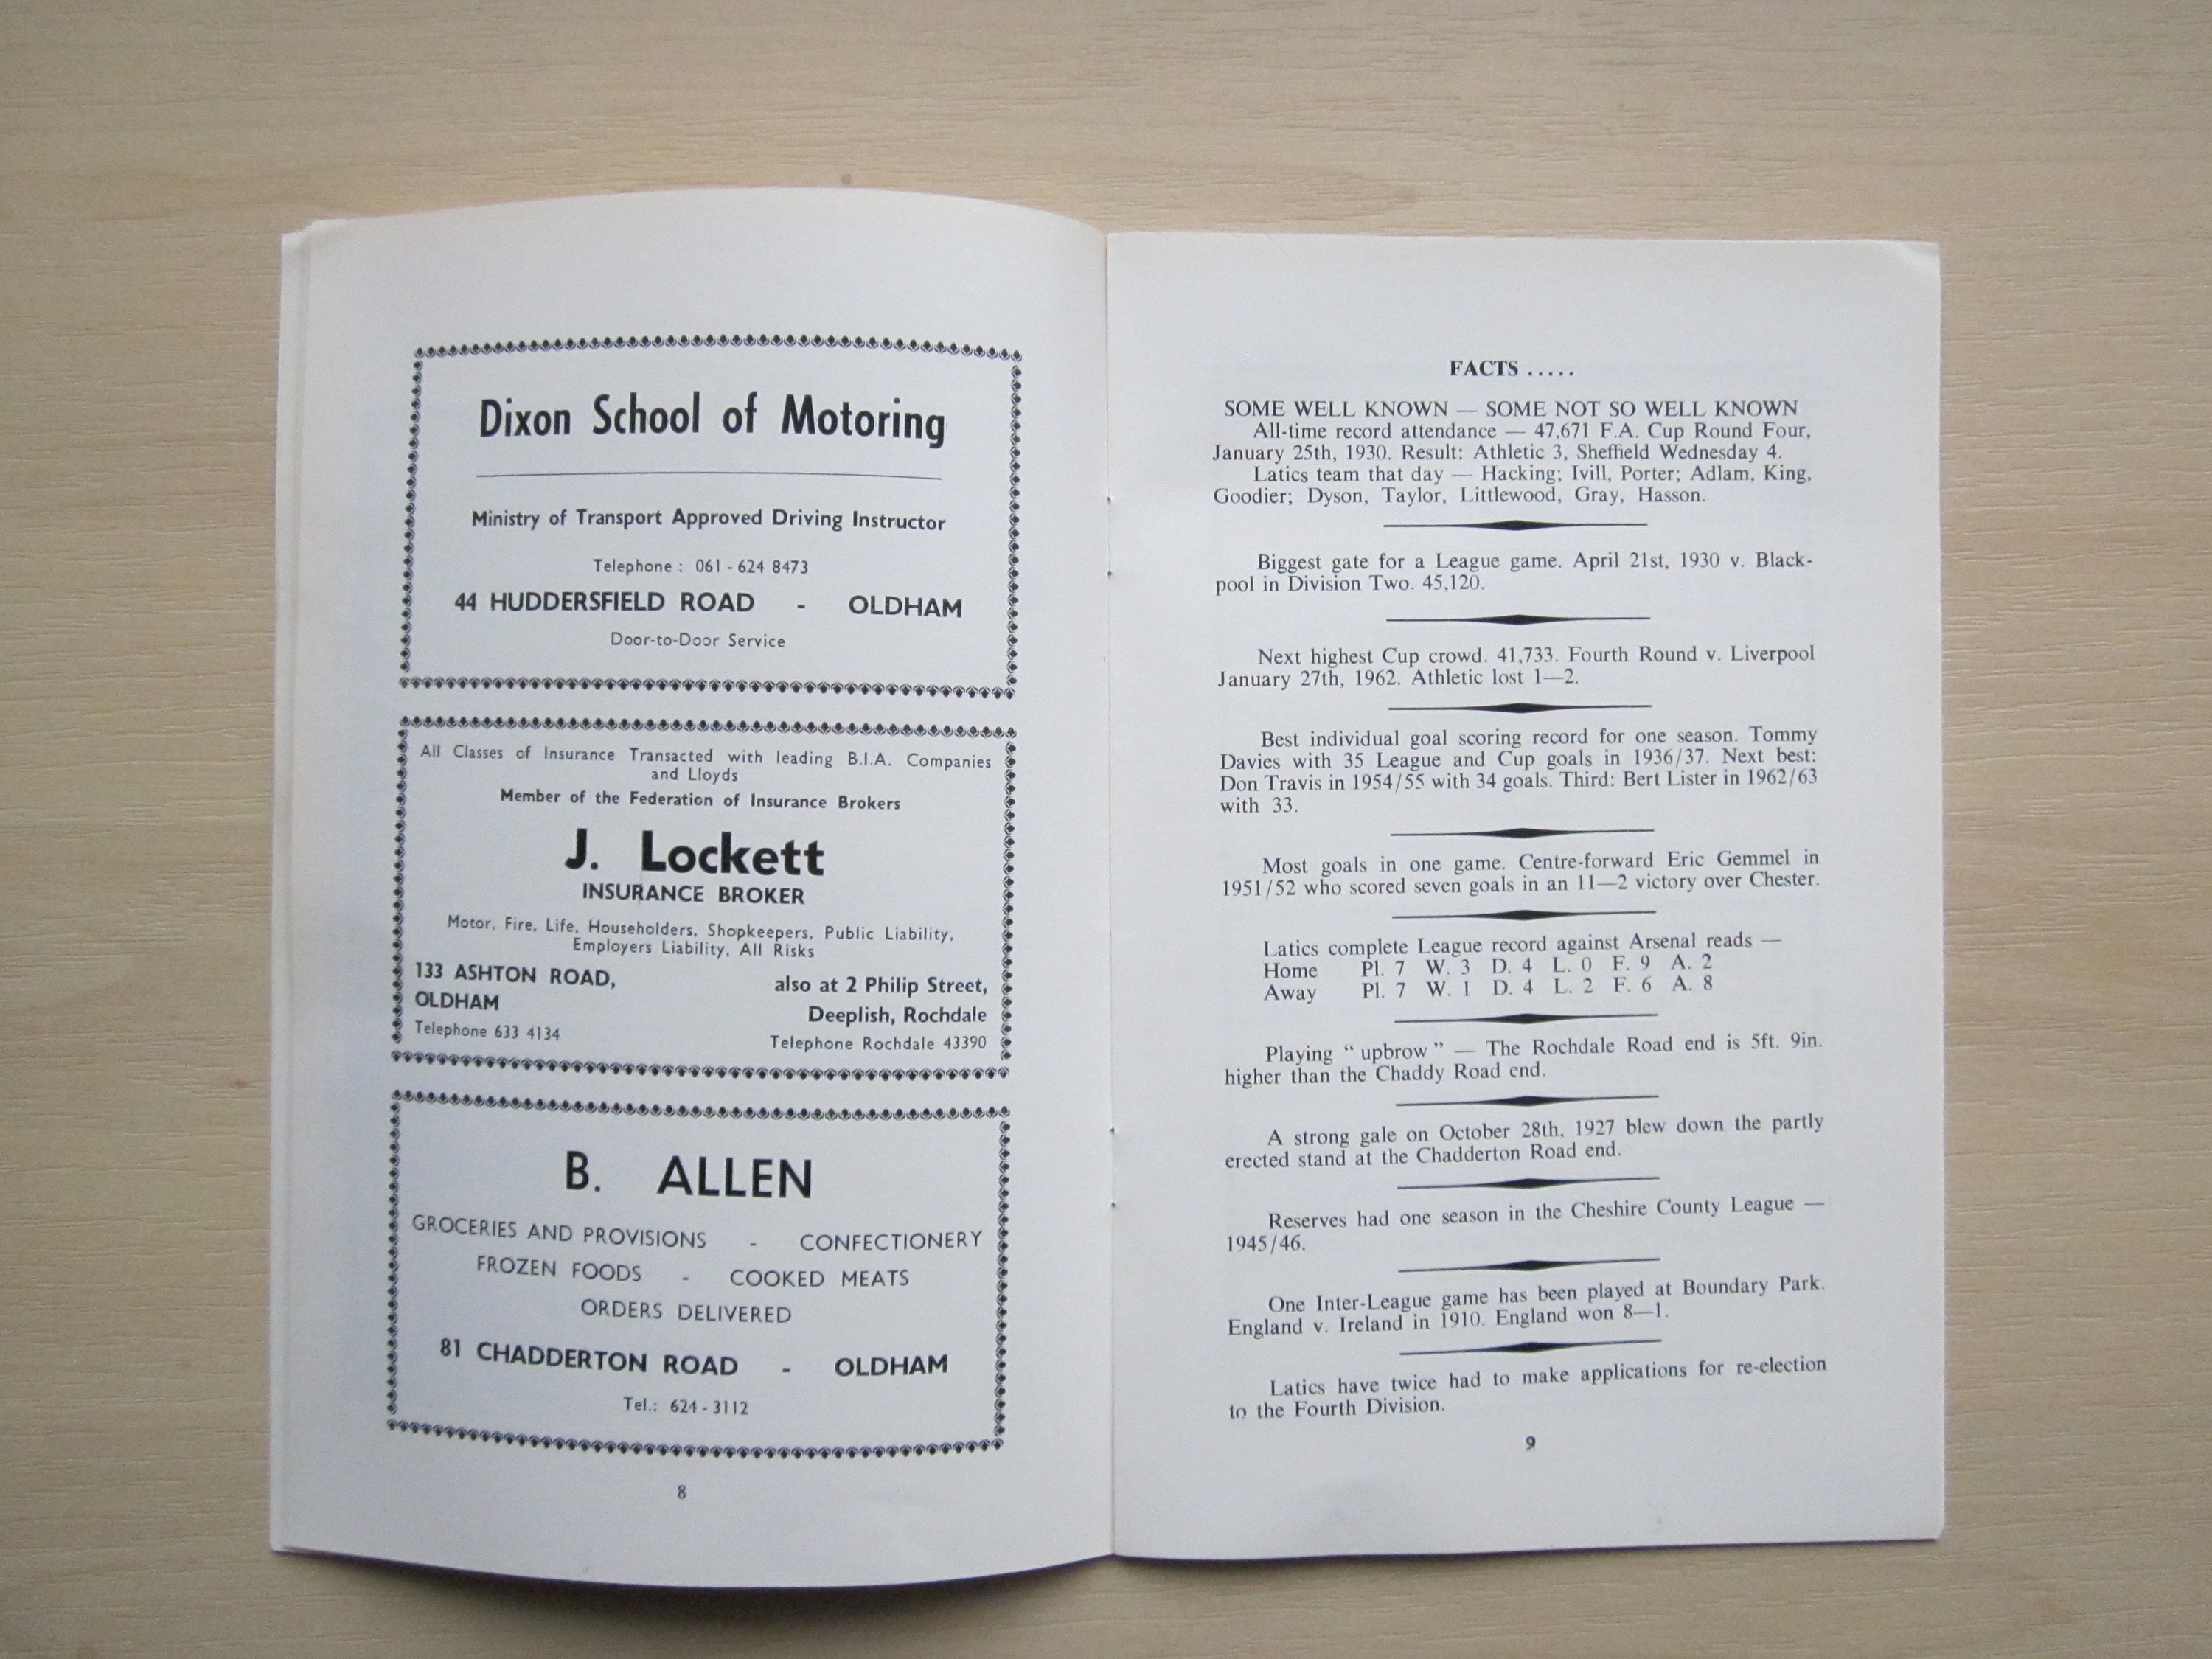 Dixon School of Motoring
Ministry of Transport Approved Driving Instructor
Telephone : 061 - 624 8473
44 HUDDERSFIELD ROAD - OLDHAM
Door-to-Door Service
All Classes of Insurance Transacted with leading B.I.A. Companies
and Lloyds
Member of the Federation of Insurance Brokers
J. Lockett
INSURANCE BROKER
Motor, Fire, Life, Householders, Shopkeepers, Public Liability,
Employers Liability, All Risks
133 ASHTON ROAD,
OLDHAM
Telephone 633 4134
also at 2 Philip Street,
Deeplish, Rochdale
Telephone Rochdale 43390
B. ALLEN
GROCERIES AND PROVISIONS - CONFECTIONERY
FROZEN FOODS - COOKED MEATS
ORDERS DELIVERED
81 CHADDERTON ROAD - OLDHAM
Tel.: 624 - 3112
8
FACTS . . . . .
SOME WELL KNOWN — SOME NOT SO WELL KNOWN
All-time record attendance — 47,671 F.A. Cup Round Four,
January 25th, 1930. Result: Athletic 3, Sheffield Wednesday 4.
Latics team that day — Hacking; Ivill, Porter; Adlam, King,
Goodier; Dyson, Taylor, Littlewood, Gray, Hasson.
Biggest gate for a League game. April 21st, 1930 v. Black-
pool in Division Two. 45,120.
Next highest Cup crowd. 41,733. Fourth Round v. Liverpool
January 27th, 1962. Athletic lost 1—2.
Best individual goal scoring record for one season. Tommy
Davies with 35 League and Cup goals in 1936/37. Next best:
Don Travis in 1954/55 with 34 goals. Third: Bert Lister in 1962/63
with 33.
Most goals in one game. Centre-forward Eric Gemmel in
1951/52 who scored seven goals in an 11—2 victory over Chester.
Latics complete League record against Arsenal reads —
Home Pl. 7 W. 3 D. 4 L. 0 F. 9 A. 2
Away Pl. 7 W. 1 D. 4 L. 2 F. 6 A. 8
Playing " upbrow " — The Rochdale Road end is 5ft. 9in.
higher than the Chaddy Road end.
A strong gale on October 28th, 1927 blew down the partly
erected stand at the Chadderton Road end.
Reserves had one season in the Cheshire County League —
1945/46.
One Inter-League game has been played at Boundary Park.
England v. Ireland in 1910. England won 8—1.
Latics have twice had to make applications for re-election
to the Fourth Division.
9